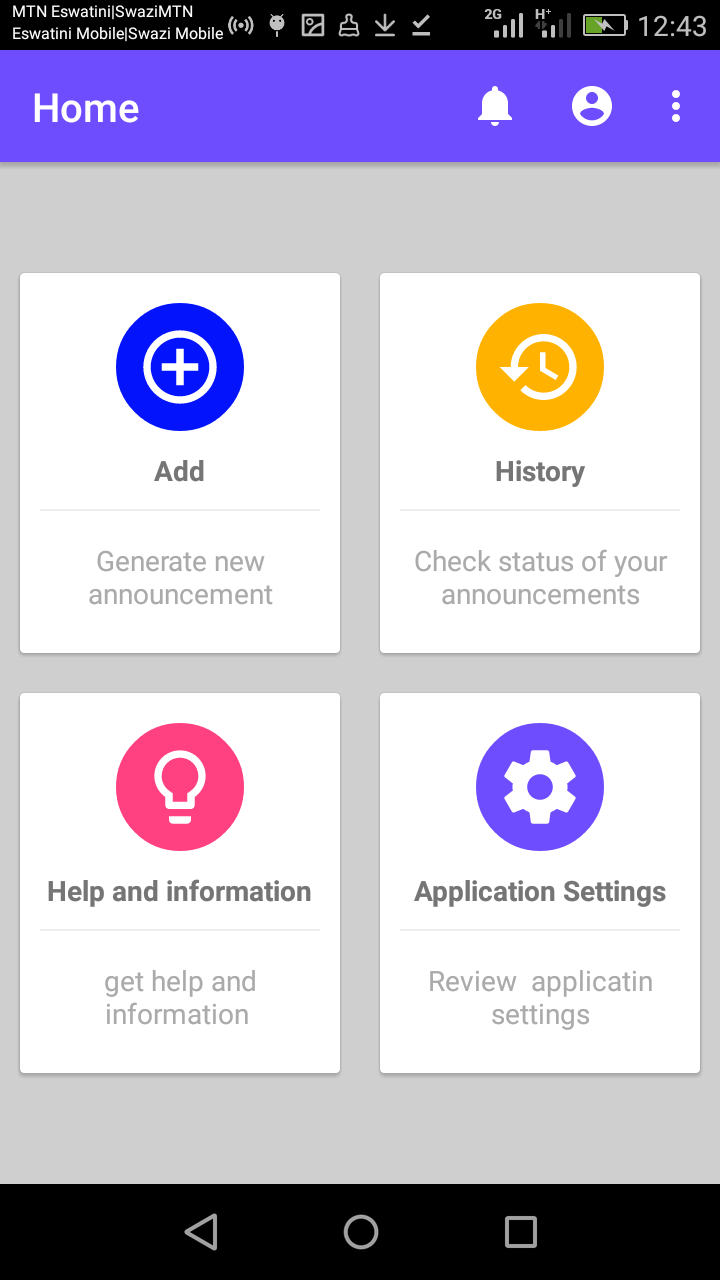 MTN Eswatini|SwaziMTN
Eswatini Mobile|Swazi Mobile
2G
H+
12:43
Home
Add
Generate new
announcement
History
Check status of your
announcements
Help and information
get help and
information
Application Settings
Review  applicatin
settings